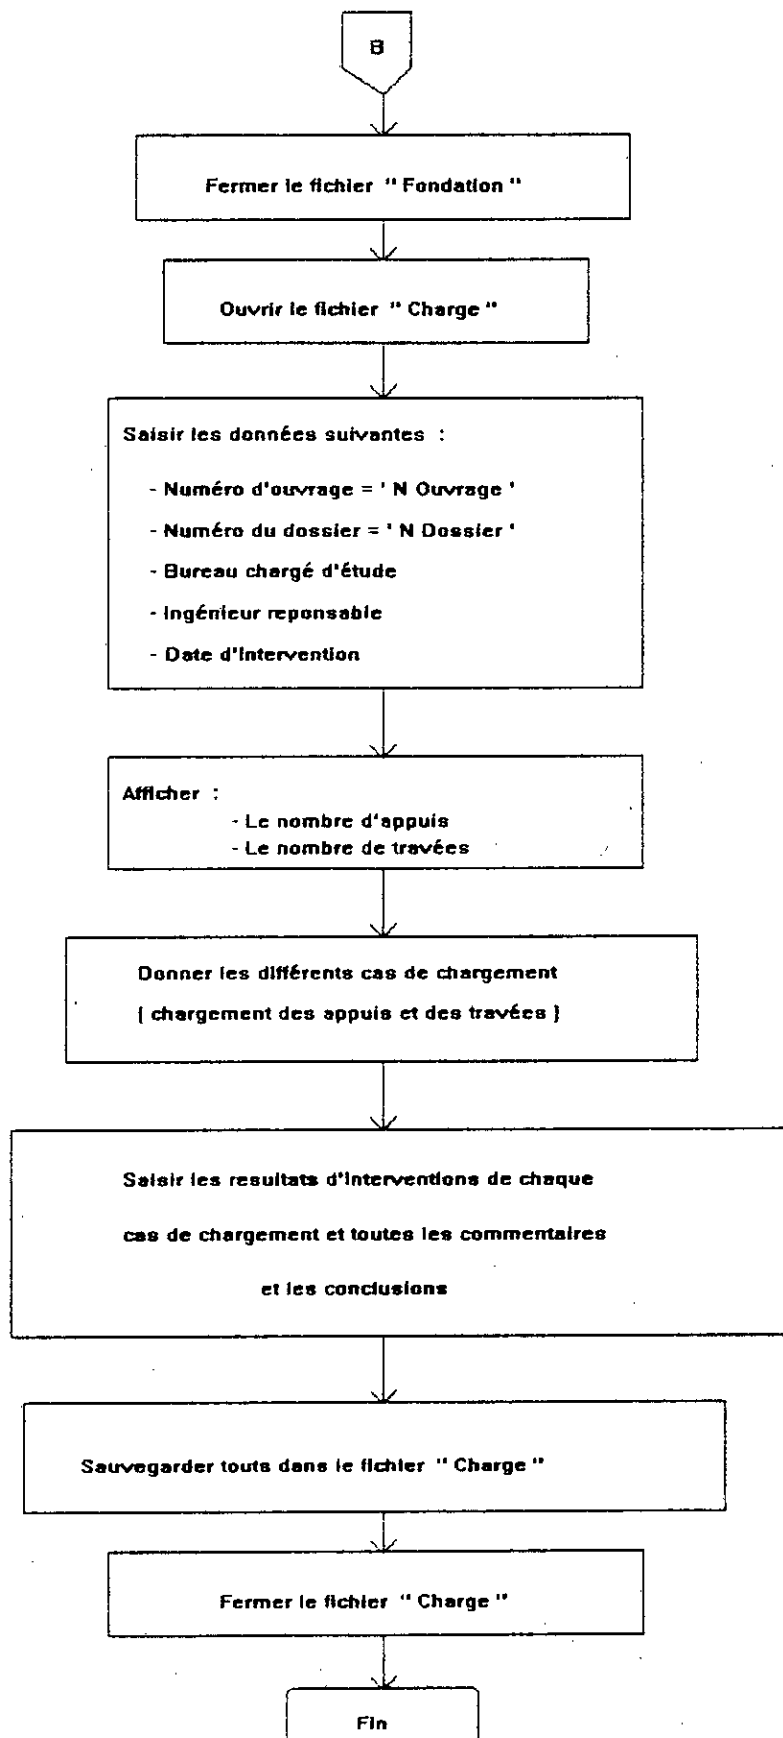 B
Fermer le fichier " Fondation "
Ouvrir le fichier " Charge "
Saisir les données suivantes :
- Numéro d'ouvrage = ' N Ouvrage '
- Numéro du dossier = ' N Dossier '
- Bureau chargé d'étude
- Ingénieur reponsable
- Date d'intervention
Afficher :
- Le nombre d'appuis
- Le nombre de travées
Donner les différents cas de chargement
( chargement des appuis et des travées )
Saisir les resultats d'interventions de chaque
cas de chargement et toutes les commentaires
et les conclusions
Sauvegarder touts dans le fichier " Charge "
Fermer le fichier " Charge "
Fin